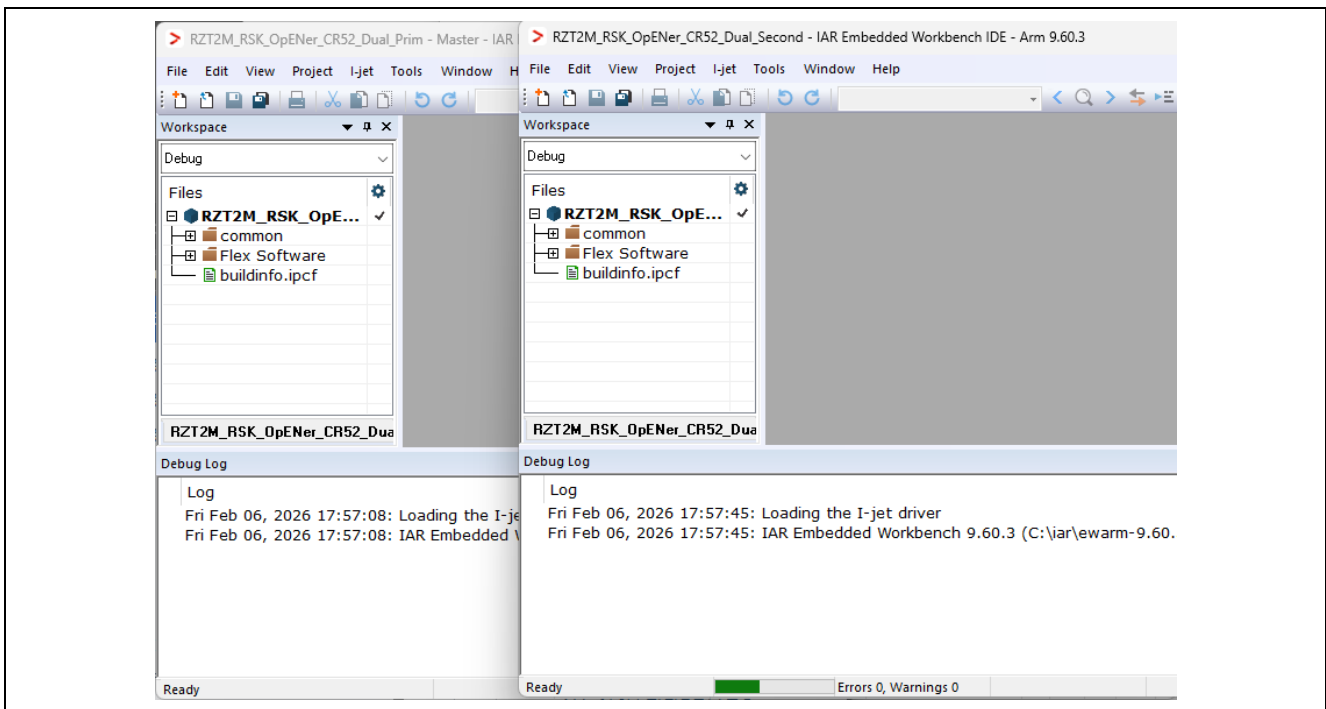 RZT2M_RSK_OpENer_CR52_Dual_Prim - Master - IAR
File Edit View Project I-jet Tools Window H
Workspace
Debug
Files
RZT2M_RSK_OpE...
common
Flex Software
buildinfo.ipcf
RZT2M_RSK_OpENer_CR52_Dua
Debug Log
Log
Fri Feb 06, 2026 17:57:08: Loading the I-je
Fri Feb 06, 2026 17:57:08: IAR Embedded
Ready
RZT2M_RSK_OpENer_CR52_Dual_Second - IAR Embedded Workbench IDE - Arm 9.60.3
File Edit View Project I-jet Tools Window Help
Workspace
Debug
Files
RZT2M_RSK_OpE...
common
Flex Software
buildinfo.ipcf
RZT2M_RSK_OpENer_CR52_Dua
Debug Log
Log
Fri Feb 06, 2026 17:57:45: Loading the I-jet driver
Fri Feb 06, 2026 17:57:45: IAR Embedded Workbench 9.60.3 (C:\iar\ewarm-9.60.
Ready Errors 0, Warnings 0